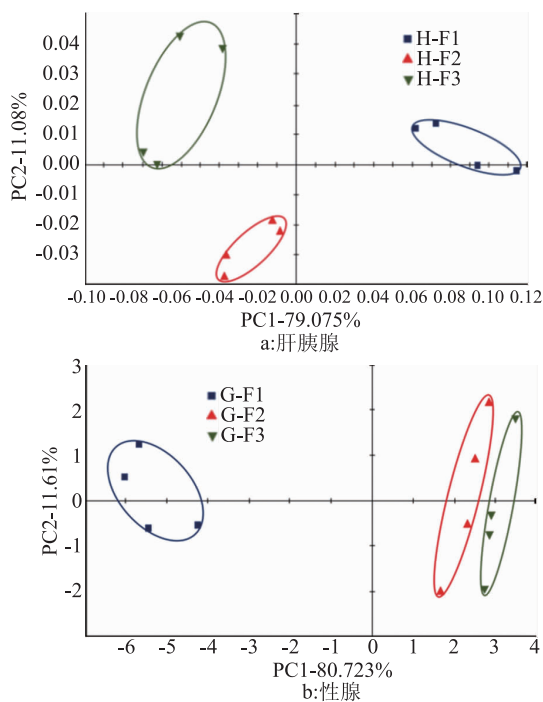 PC2-11.08%
0.04
0.04
0.02
0.01
0.00
-0.01
-0.02
-0.03
H-F1
H-F2
H-F3
-0.10 -0.06 -0.06 -0.04 -0.02 0.00 0.02 0.04 0.06 0.08 0.10 0.12
PC1-79.075%
a:肝胰腺
PC2-11.61%
3
2
1
0
-1
-2
G-F1
G-F2
G-F3
-6 -5 -4 -3 -2 -1 0 1 2 3 4
PC1-80.723%
b:性腺